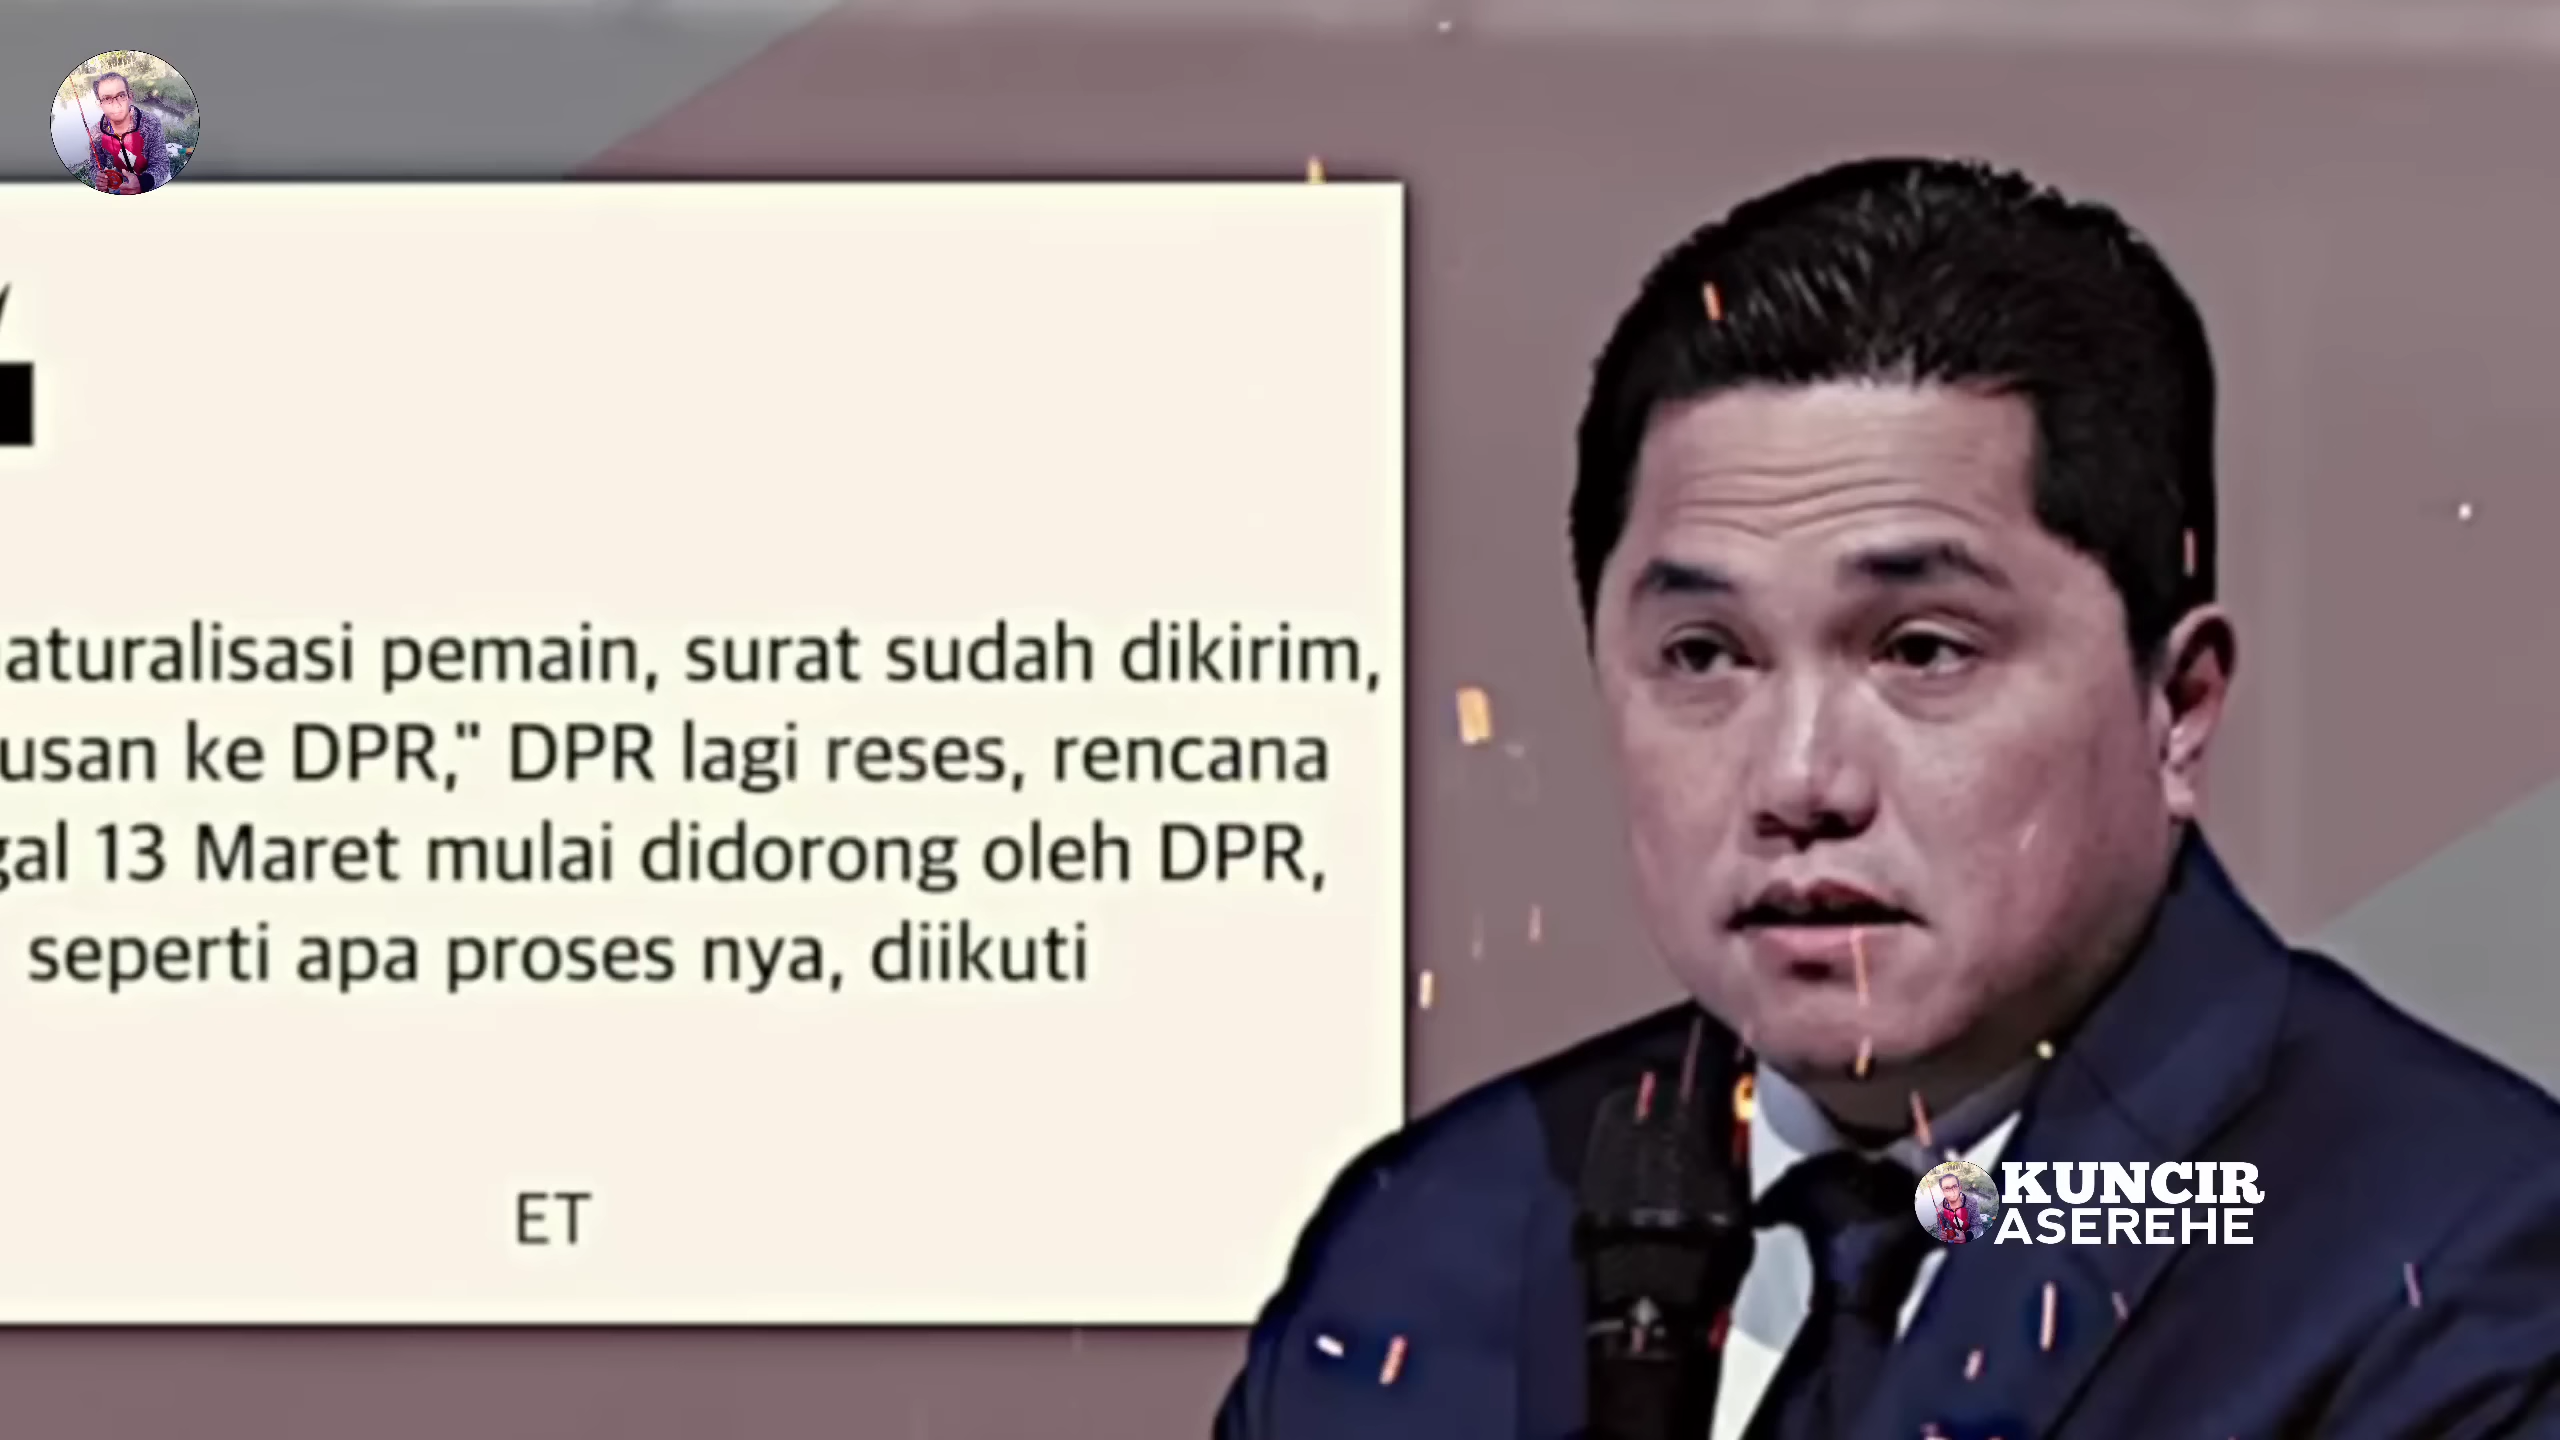 naturalisasi pemain, surat sudah dikirim,
usan ke DPR," DPR lagi reses, rencana
gal 13 Maret mulai didorong oleh DPR,
seperti apa proses nya, diikuti
ET
KUNCIR
ASEREHE